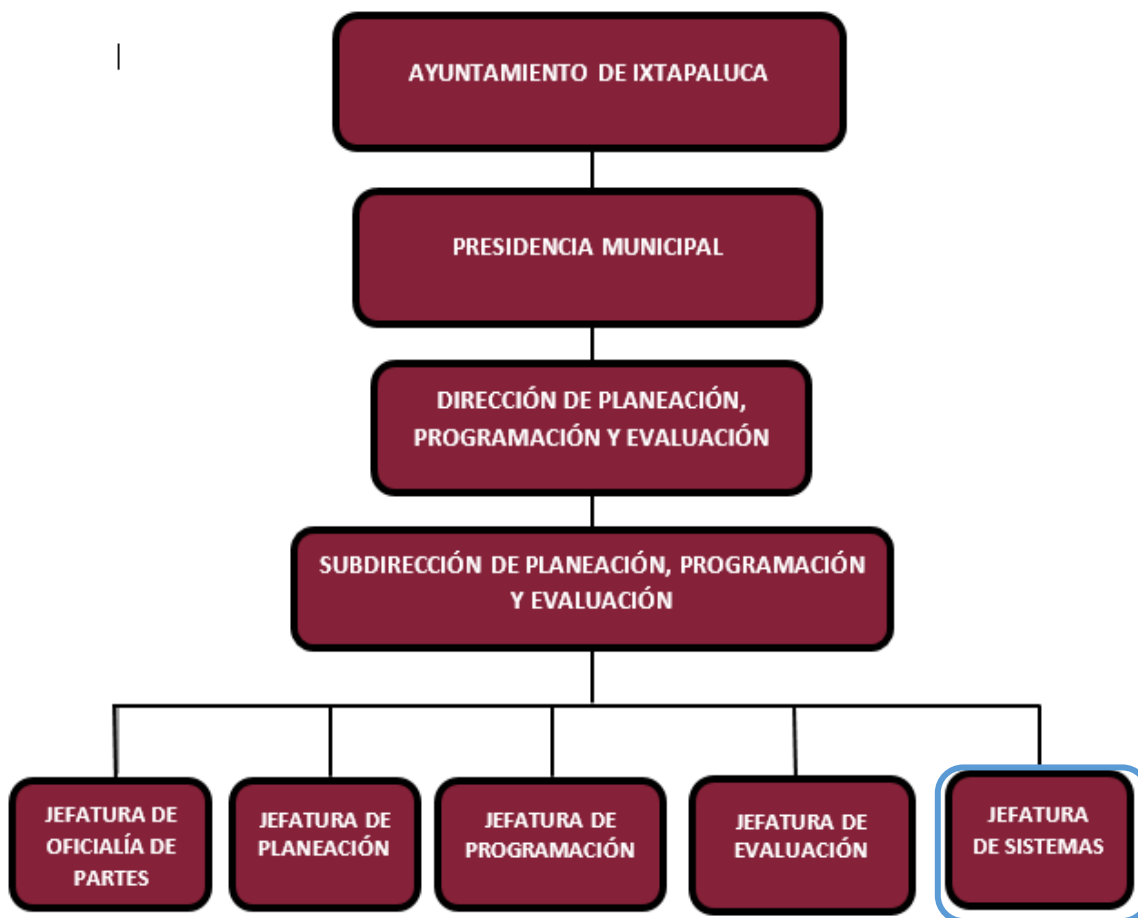 AYUNTAMIENTO DE IXTAPALUCA
PRESIDENCIA MUNICIPAL
DIRECCIÓN DE PLANEACIÓN,
PROGRAMACIÓN Y EVALUACIÓN
SUBDIRECCIÓN DE PLANEACIÓN, PROGRAMACIÓN
Y EVALUACIÓN
JEFATURA DE
OFICIALÍA DE
PARTES
JEFATURA DE
PLANEACIÓN
JEFATURA DE
PROGRAMACIÓN
JEFATURA DE
EVALUACIÓN
JEFATURA
DE SISTEMAS